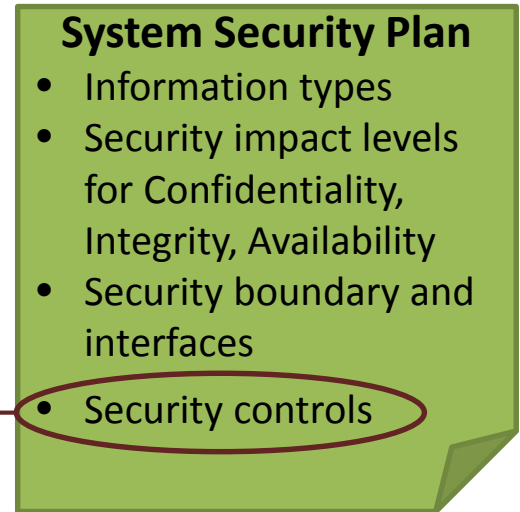 System Security Plan
• Information types
• Security impact levels
for Confidentiality,
Integrity, Availability
• Security boundary and
interfaces
• Security controls